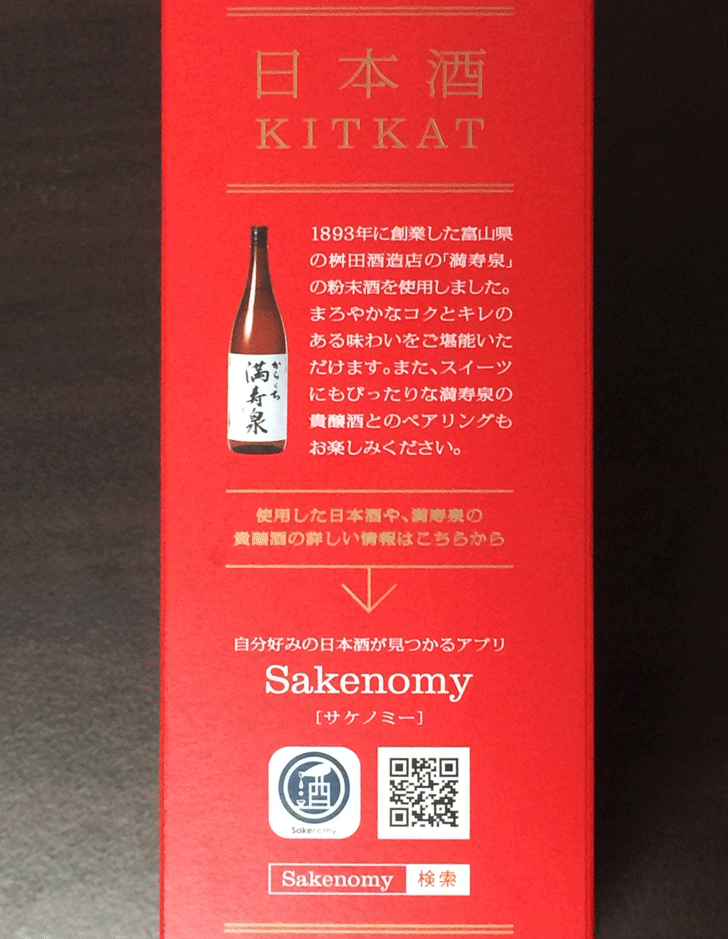 日本酒
KITKAT
1893年に創業した富山県
の桝田酒造店の「満寿泉」
の粉末酒を使用しました。
まろやかなコクとキレの
ある味わいをご堪能いた
だけます。また、スイーツ
にもぴったりな満寿泉の
貴醸酒とのペアリングも
お楽しみください。
からくち
満寿泉
使用した日本酒や、満寿泉の
貴醸酒の詳しい情報はこちらから
自分好みの日本酒が見つかるアプリ
Sakenomy
[サケノミー]
酒
Sakenomy
Sakenomy 検索